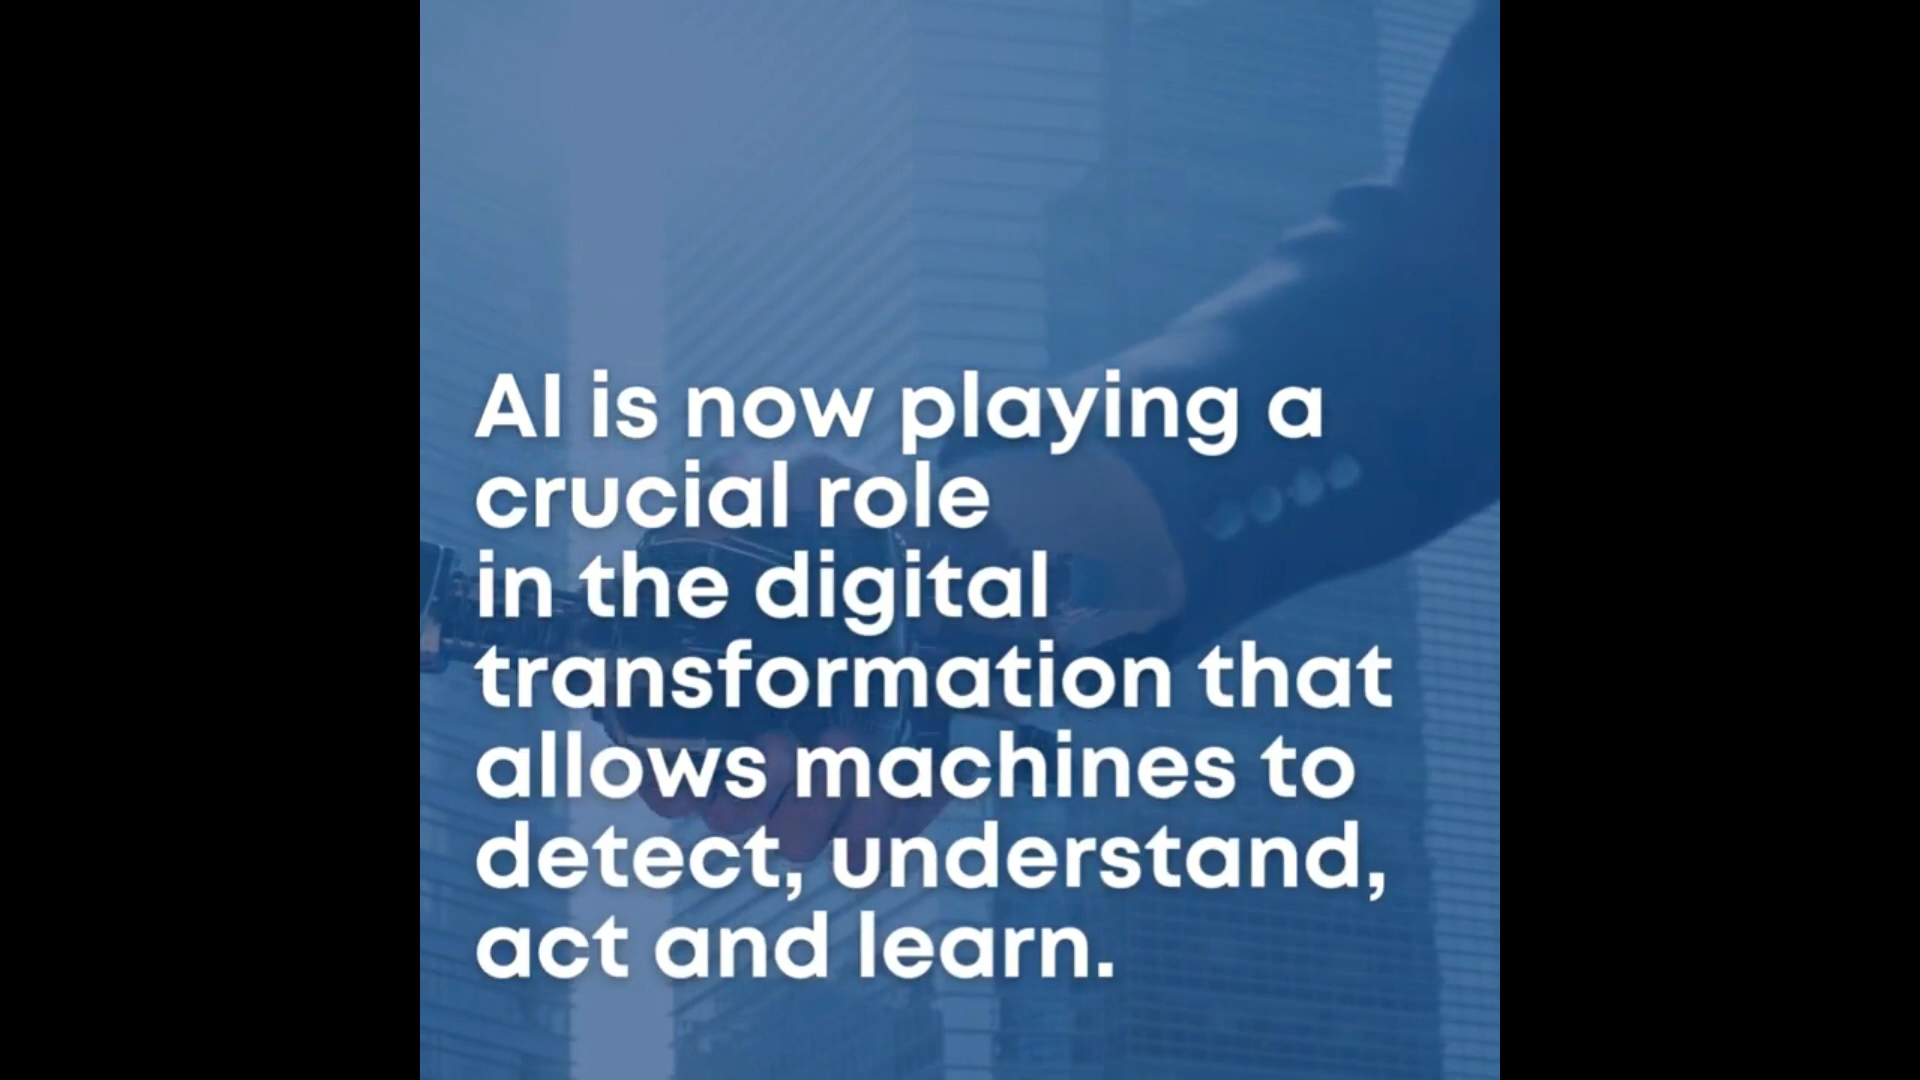 AI is now playing a
crucial role
in the digital
transformation that
allows machines to
detect, understand,
act and learn.